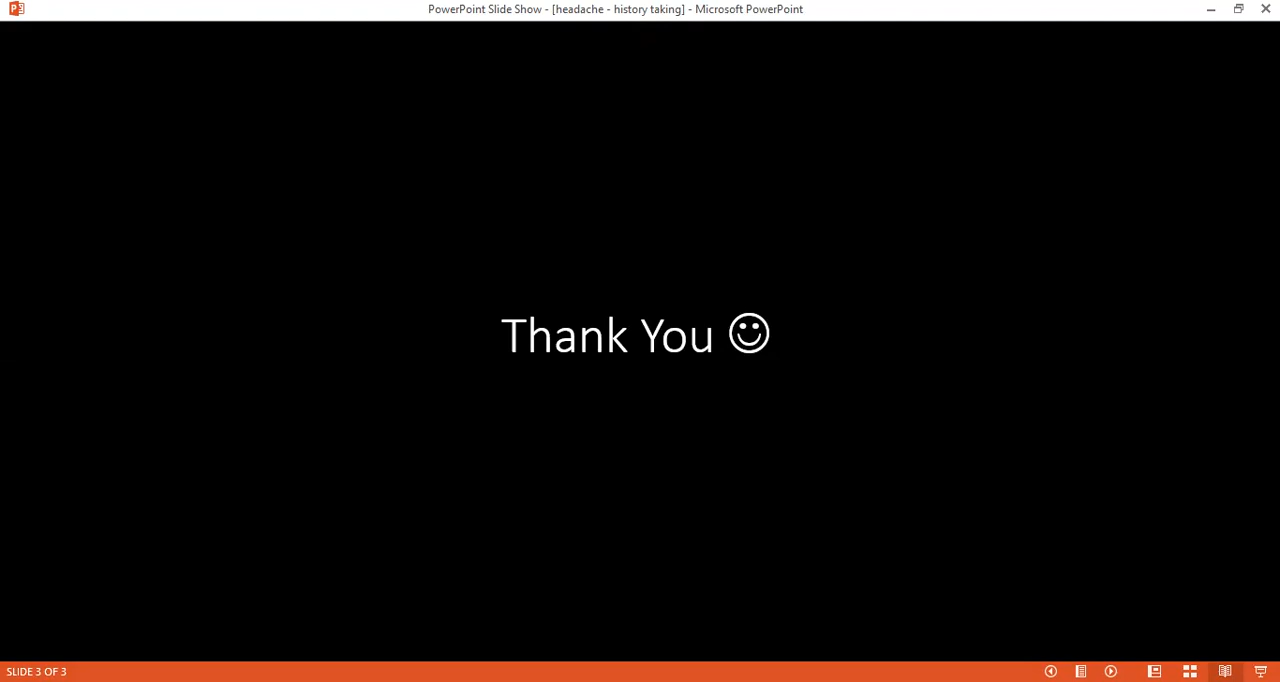 PowerPoint Slide Show - [headache - history taking] - Microsoft PowerPoint
Thank You ☺
SLIDE 3 OF 3